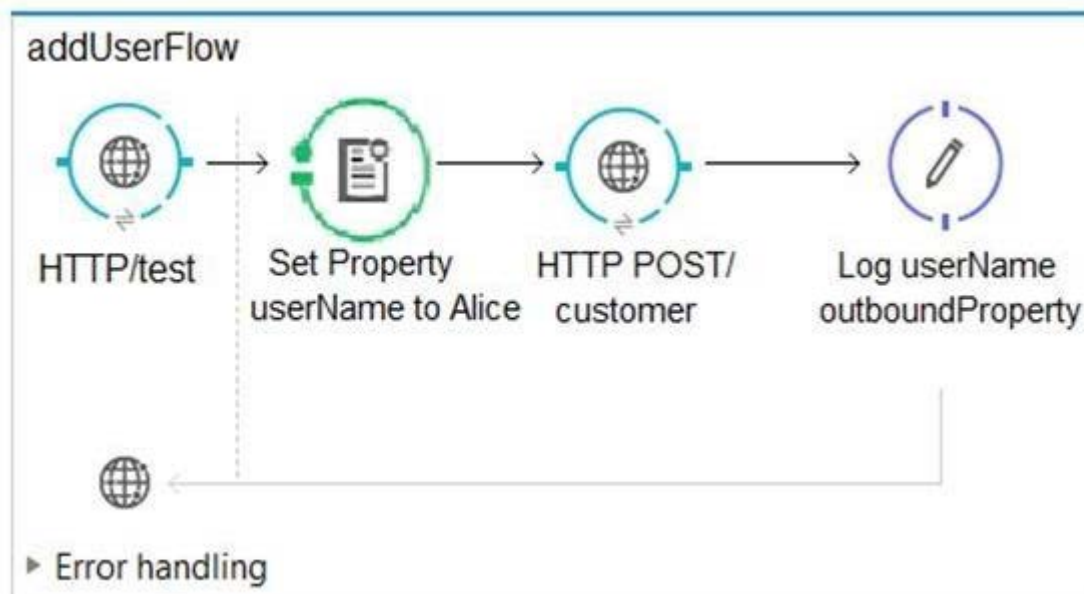 addUserFlow
HTTP/test
Set Property
userName to Alice
HTTP POST/
customer
Log userName
outboundProperty
Error handling